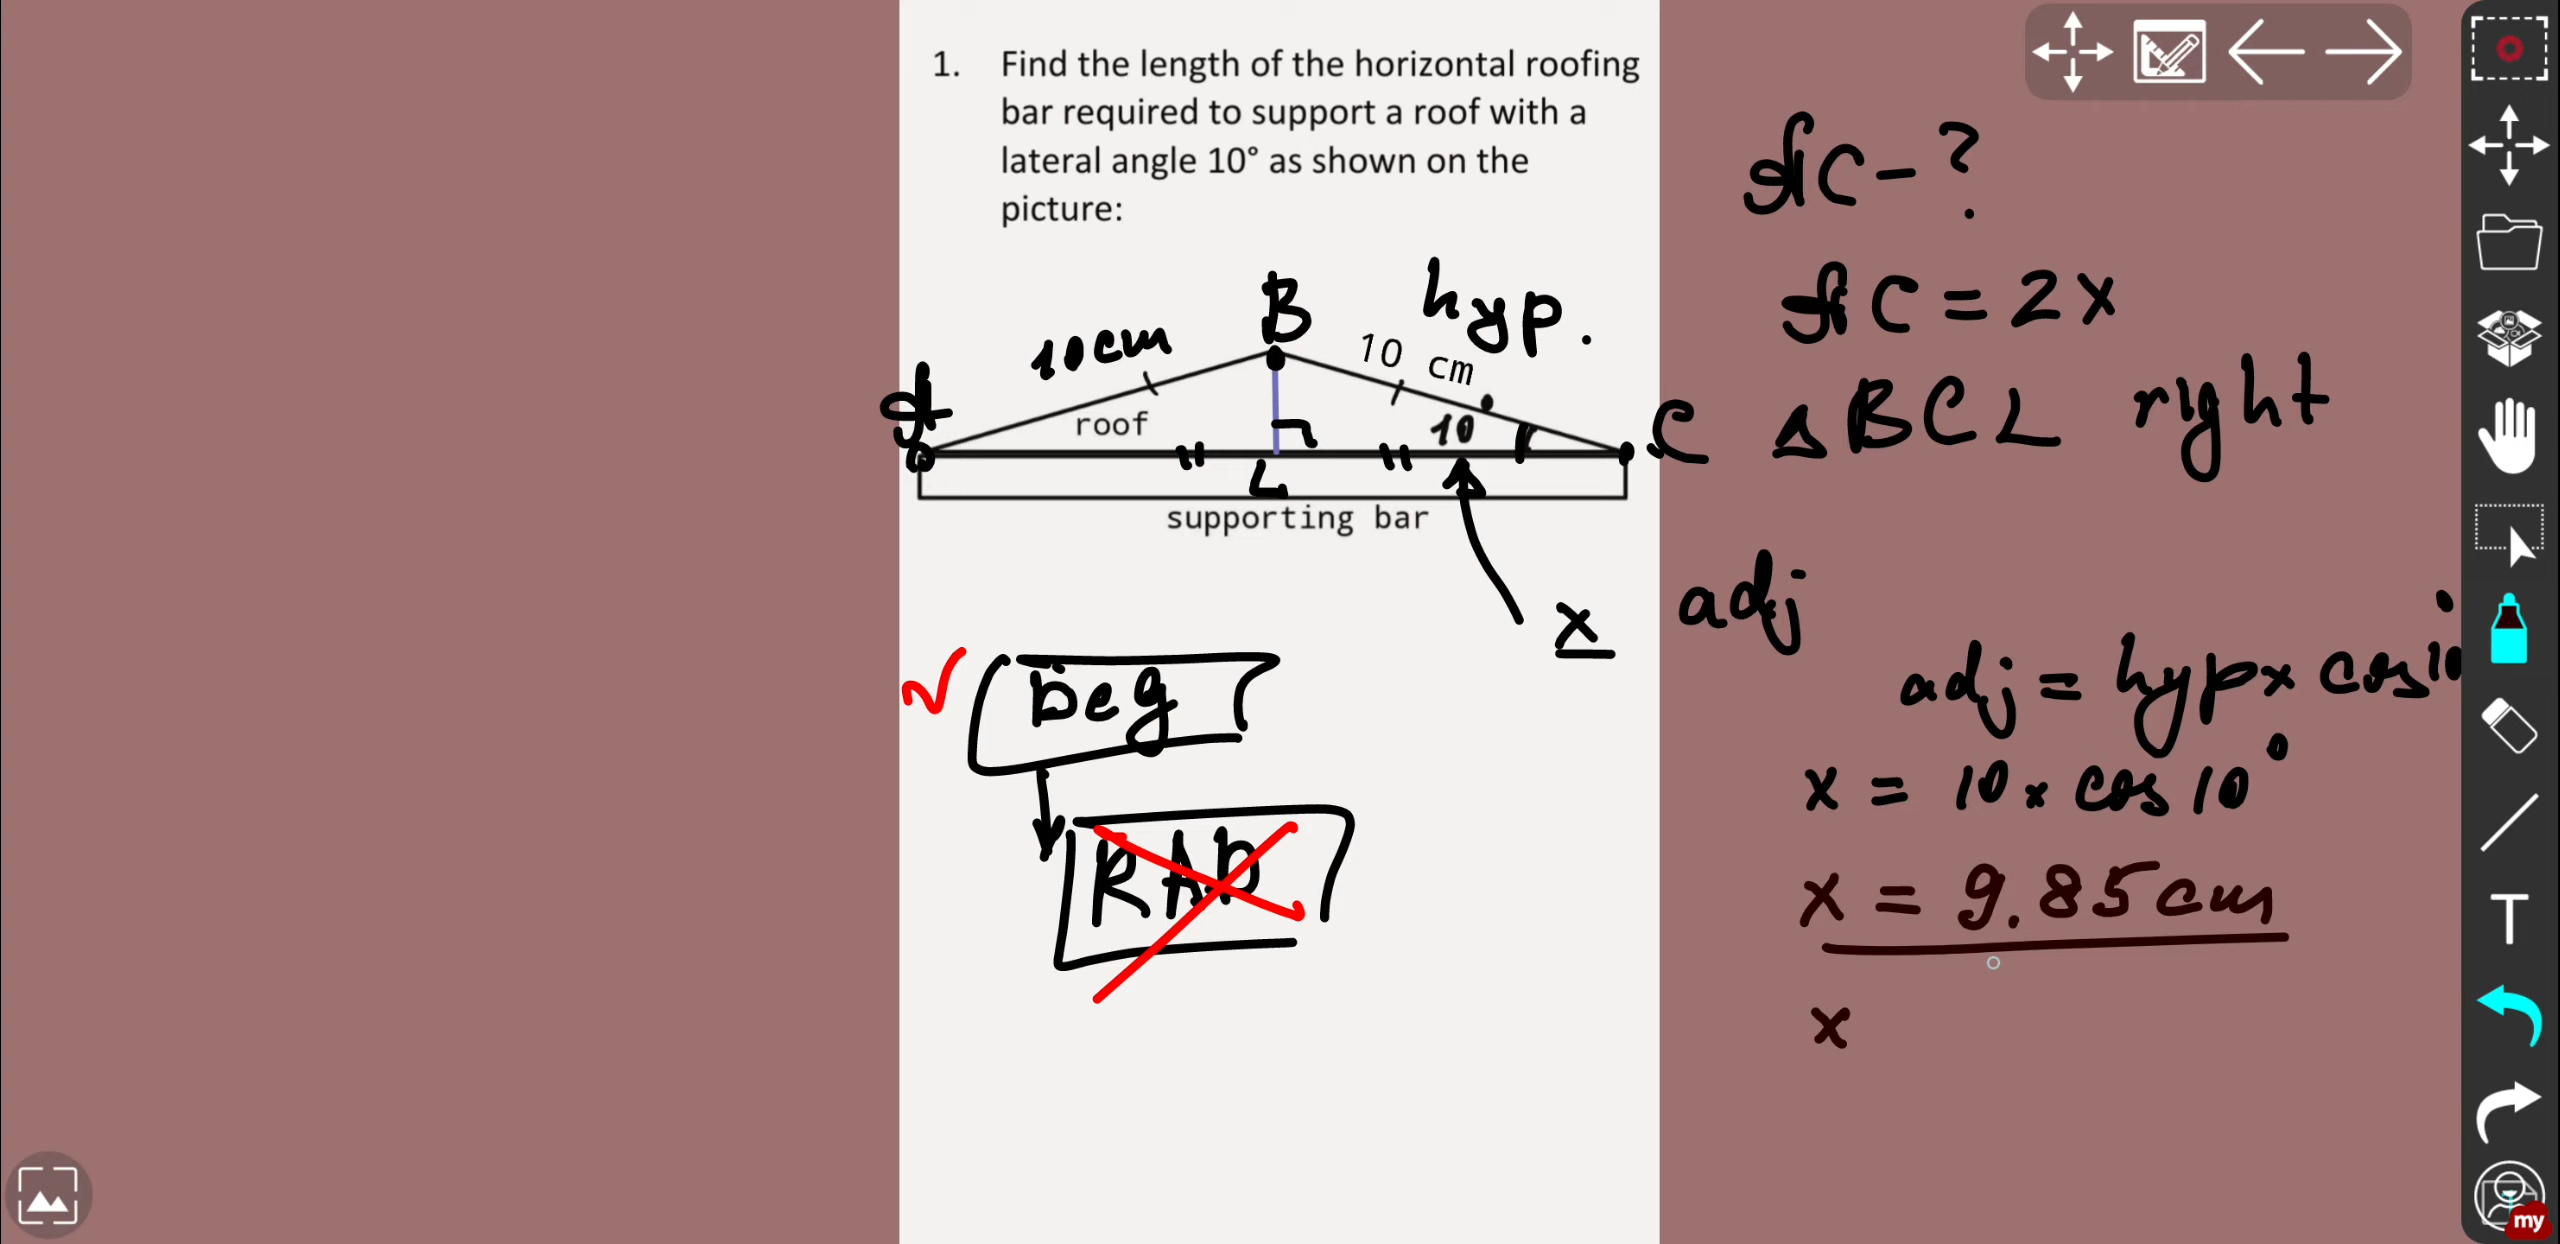 1. Find the length of the horizontal roofing
bar required to support a roof with a
lateral angle 10° as shown on the
picture:
B
hyp.
10cm
10 cm
A
roof
10°
C
L
supporting bar
x
adj
Deg
RAD
AC - ?
AC = 2x
△BCL right
adj = hyp x cos 10°
x = 10 x cos 10°
x = 9.85 cm
x
T
my